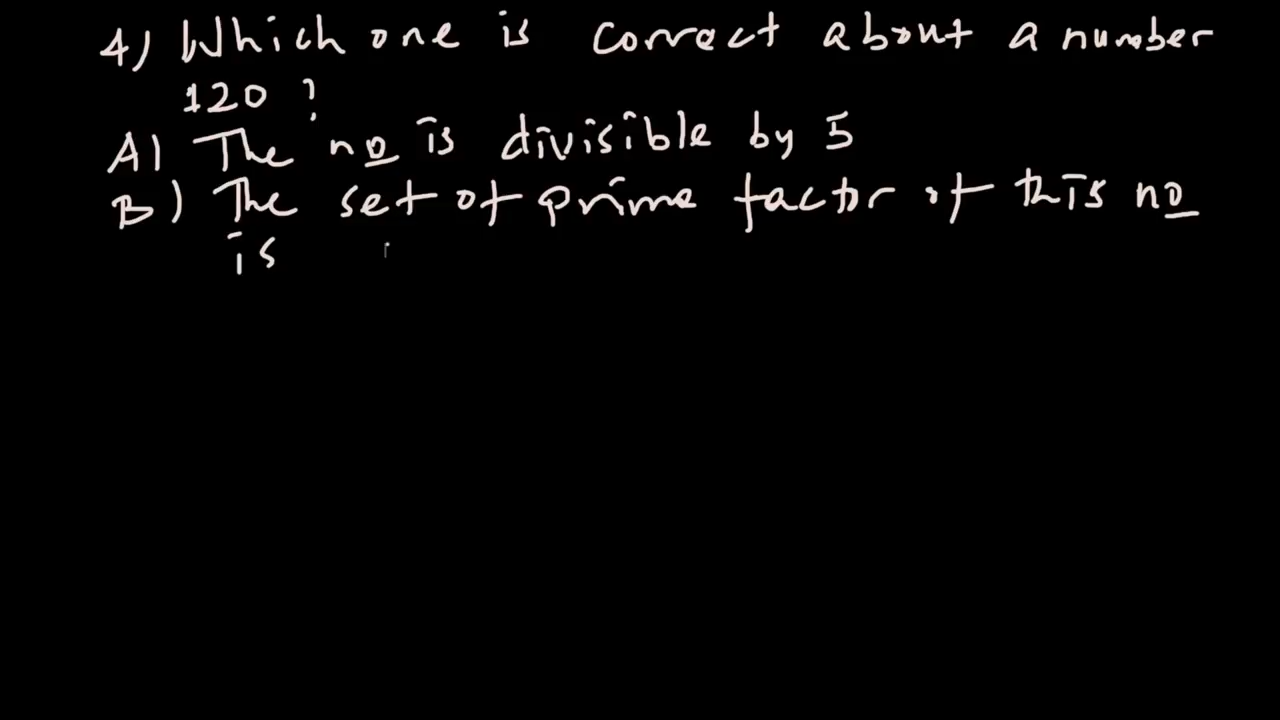 4) Which one is correct about a number
120 ?
A) The no is divisible by 5
B) The set of prime factor of this no
is